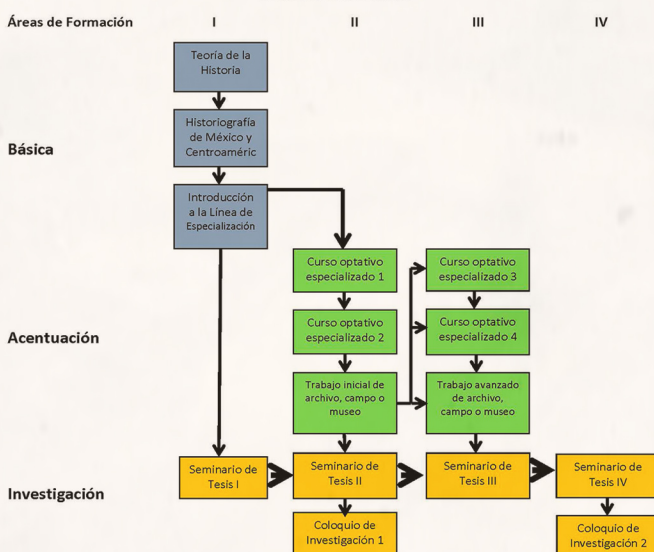 Áreas de Formación I II III IV
Teoría de la
Historia
Básica
Historiografía
de México y
Centroaméric
Introducción
a la Línea de
Especialización
Acentuación
Curso optativo
especializado 1
Curso optativo
especializado 2
Trabajo inicial de
archivo, campo o
museo
Curso optativo
especializado 3
Curso optativo
especializado 4
Trabajo avanzado
de archivo,
campo o museo
Investigación
Seminario de
Tesis I
Seminario de
Tesis II
Seminario de
Tesis III
Seminario de
Tesis IV
Coloquio de
Investigación 1
Coloquio de
Investigación 2